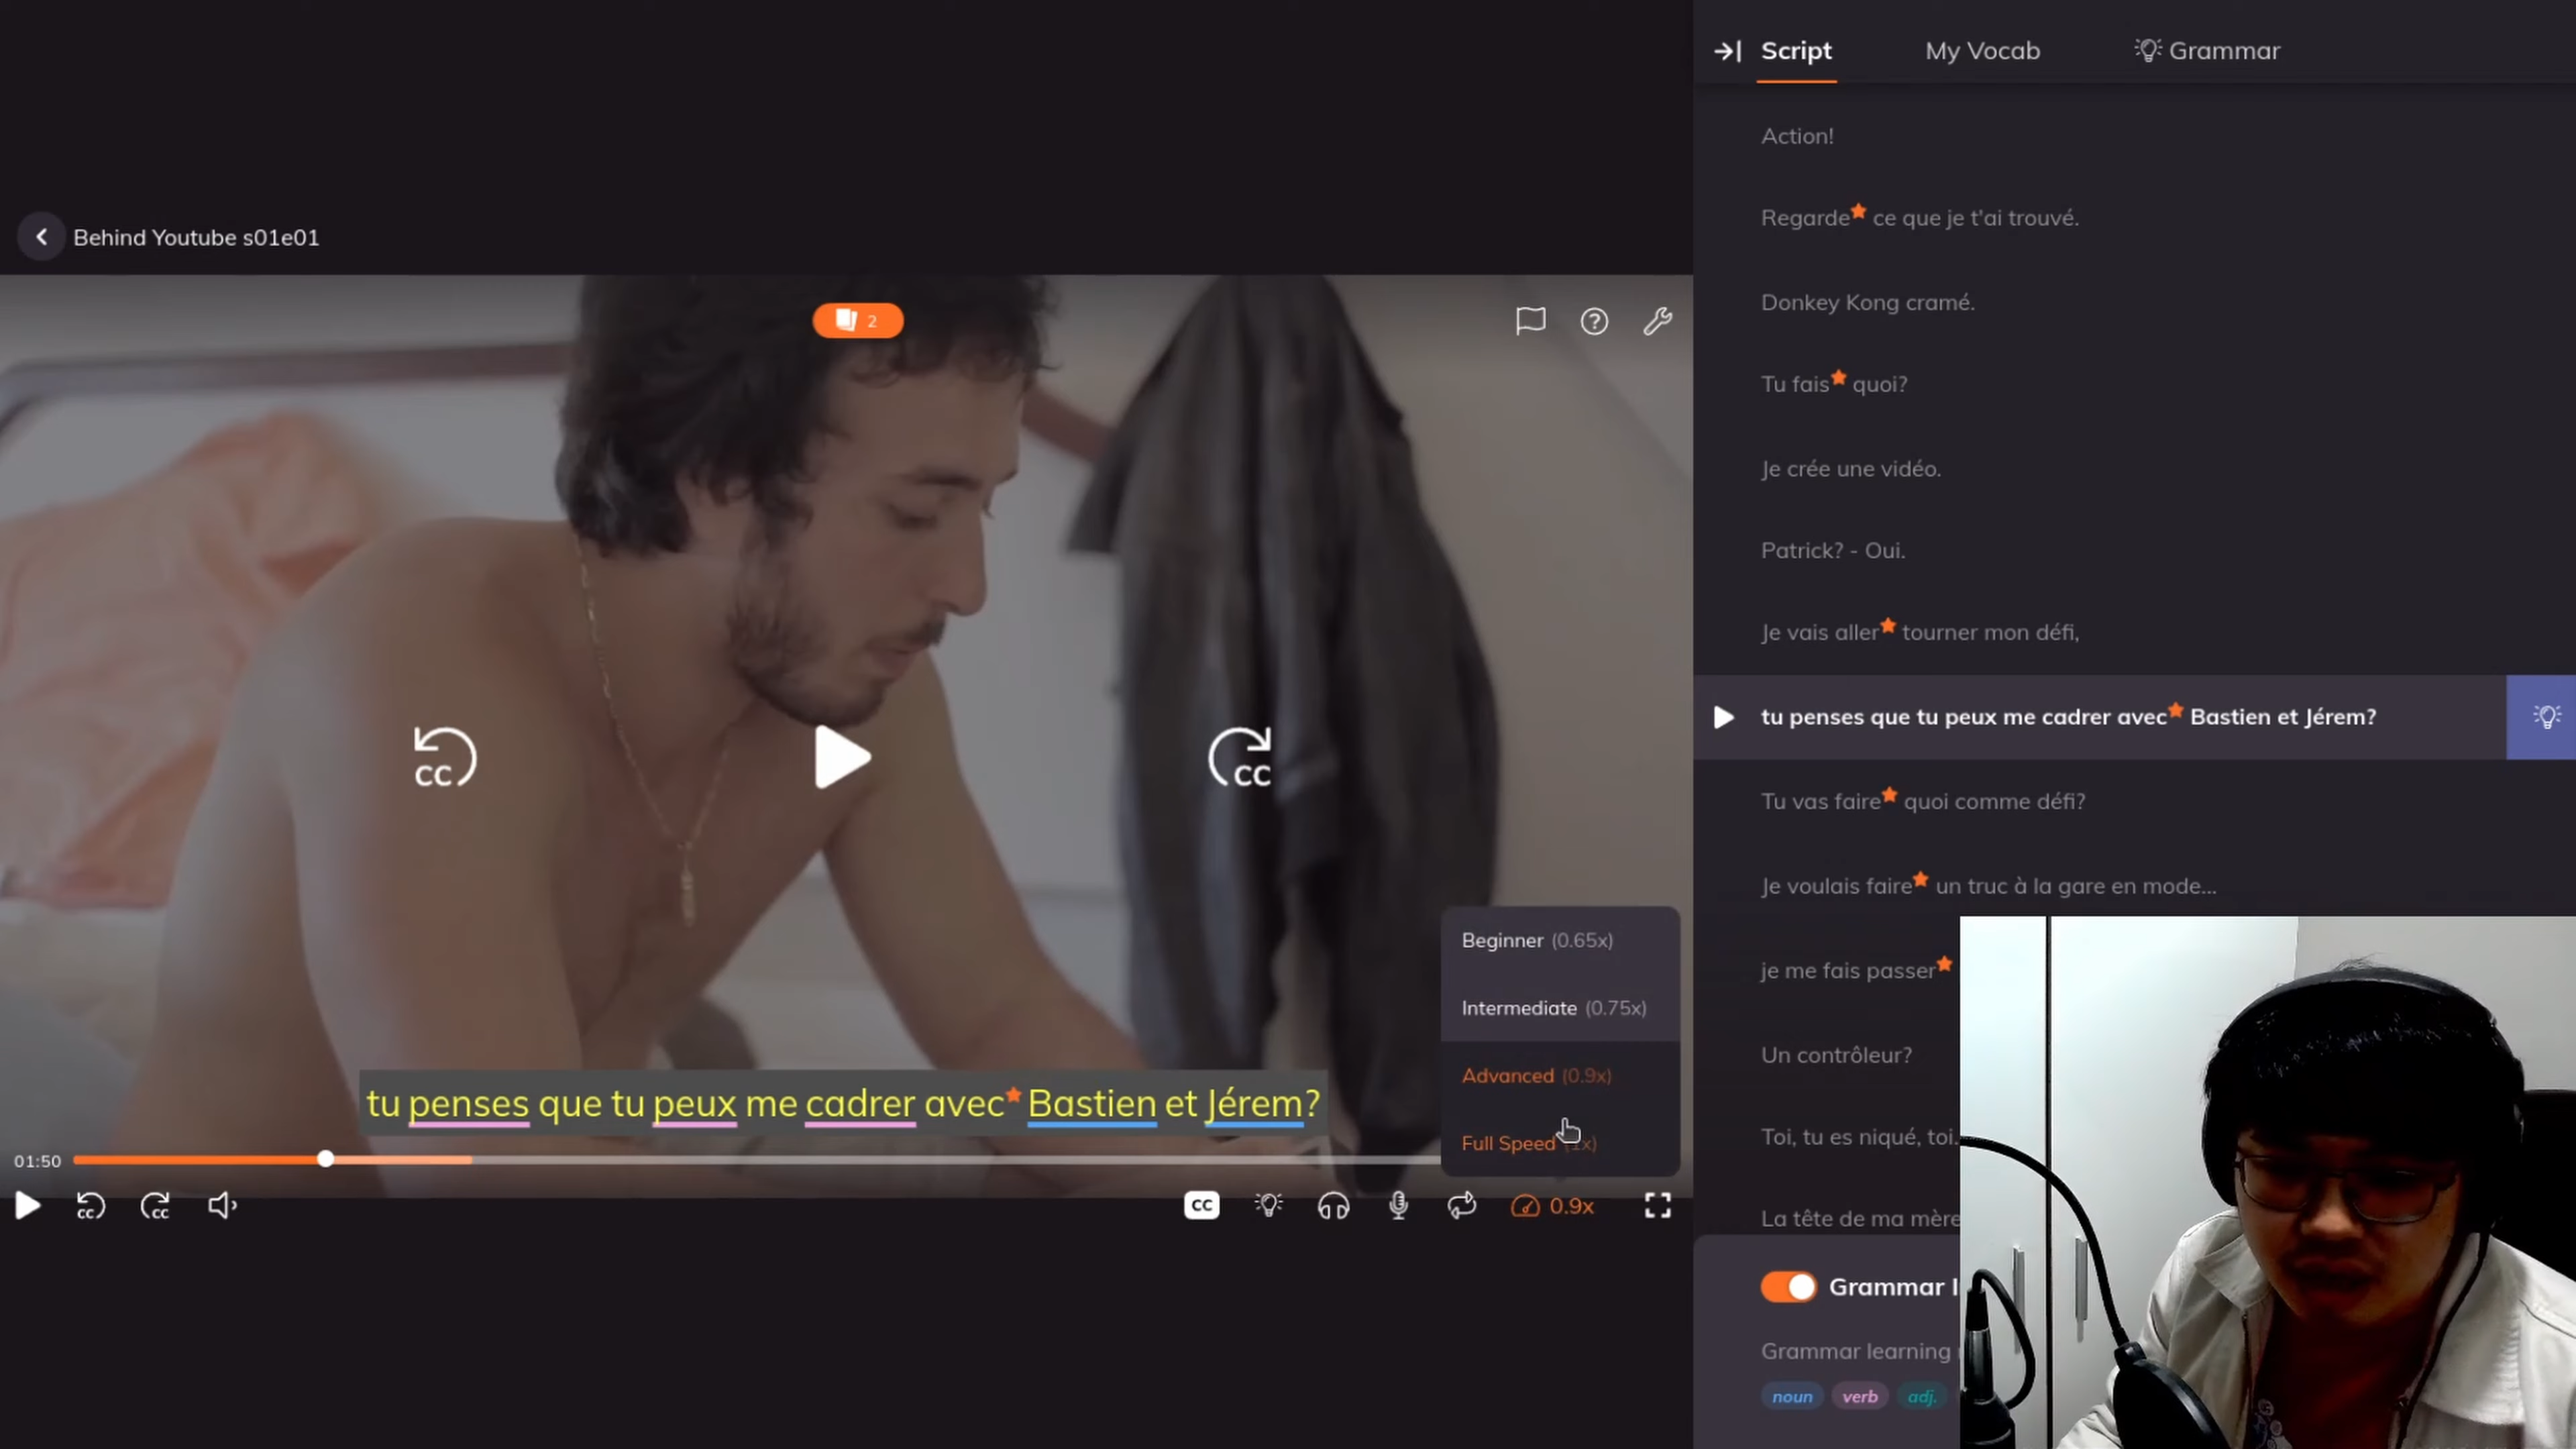 Script
My Vocab
Grammar
Action!
Regarde ce que je t'ai trouvé.
Donkey Kong cramé.
Tu fais quoi?
Je crée une vidéo.
Patrick? - Oui.
Je vais aller tourner mon défi,
tu penses que tu peux me cadrer avec Bastien et Jérem?
Tu vas faire quoi comme défi?
Je voulais faire un truc à la gare en mode...
je me fais passer
Un contrôleur?
Toi, tu es niqué, toi.
La tête de ma mère
Grammar
Grammar learning
noun
verb
adj.
Behind Youtube s01e01
2
CC
CC
Beginner (0.65x)
Intermediate (0.75x)
Advanced (0.9x)
Full Speed
tu penses que tu peux me cadrer avec Bastien et Jérem?
01:50
CC
CC
CC
0.9x